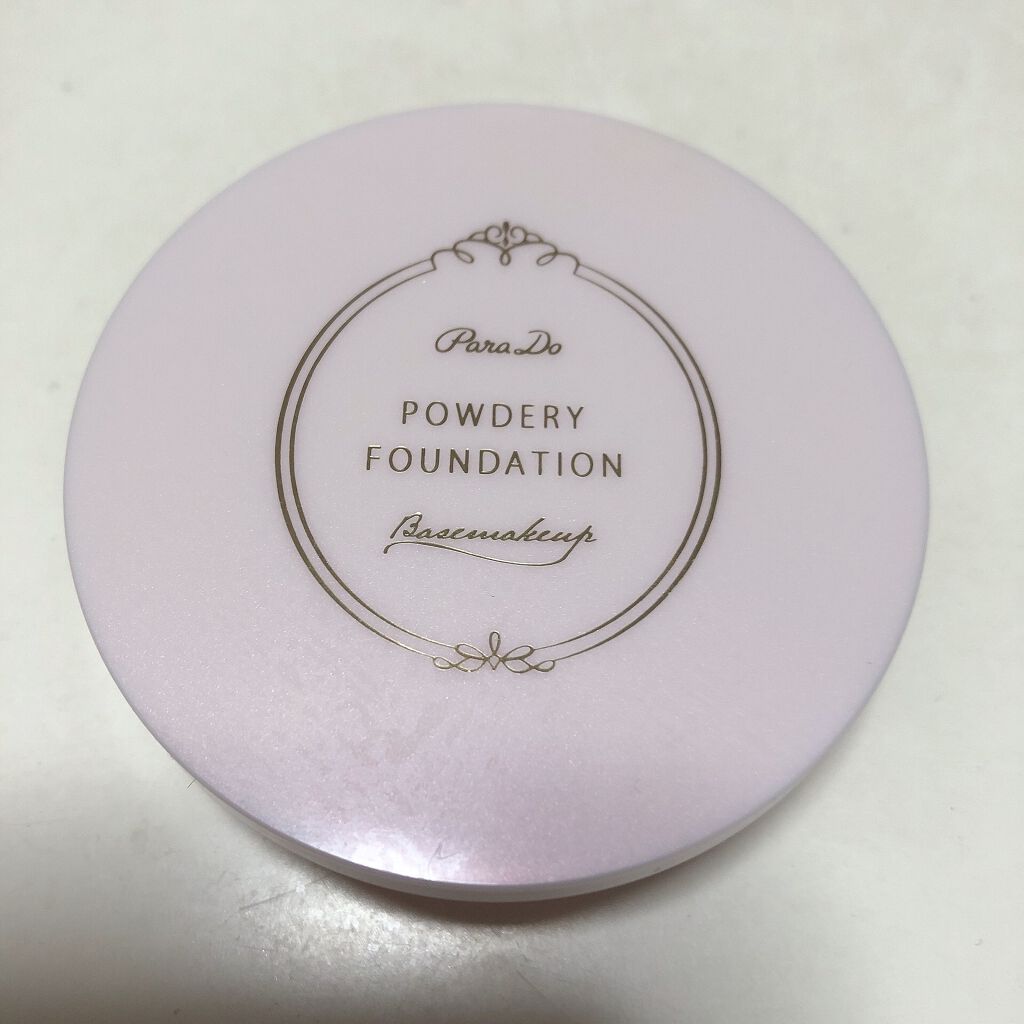 Para Do
POWDERY
FOUNDATION
Basemakeup